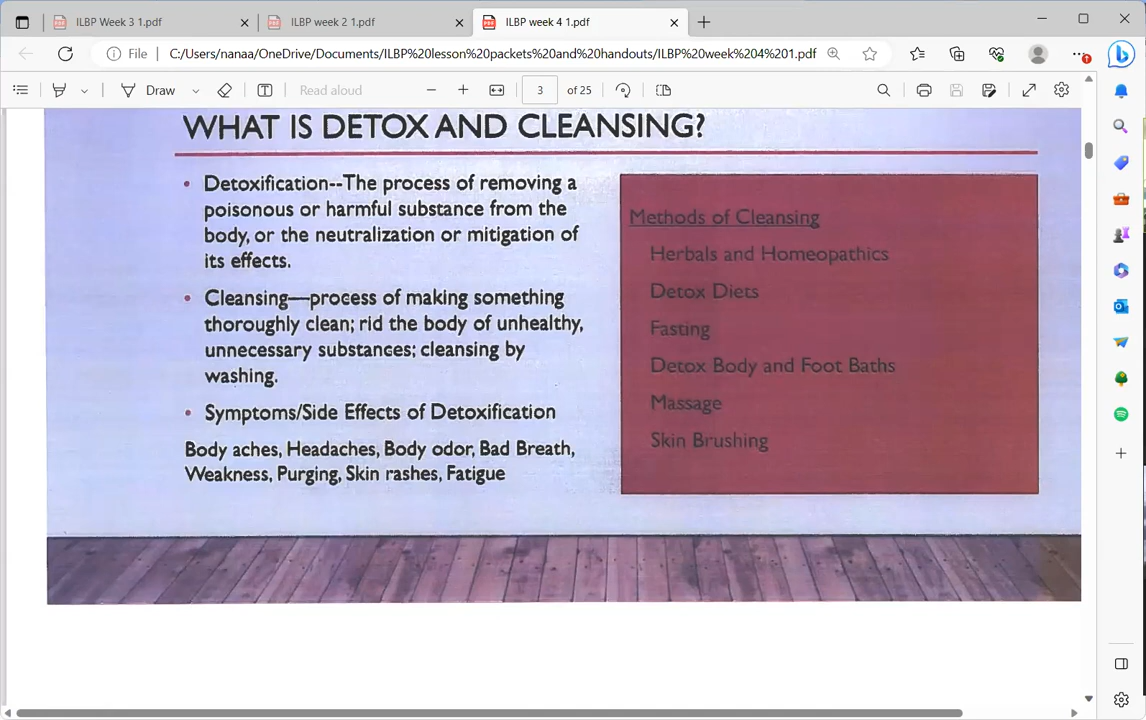 ILBP Week 3 1.pdf
ILBP week 2 1.pdf
ILBP week 4 1.pdf
File
C:/Users/nanaa/OneDrive/Documents/ILBP%20lesson%20packets%20and%20handouts/ILBP%20week%204%201.pdf
Draw
Read aloud
3 of 25
WHAT IS DETOX AND CLEANSING?
• Detoxification--The process of removing a
poisonous or harmful substance from the
body, or the neutralization or mitigation of
its effects.
• Cleansing—process of making something
thoroughly clean; rid the body of unhealthy,
unnecessary substances; cleansing by
washing.
• Symptoms/Side Effects of Detoxification
Body aches, Headaches, Body odor, Bad Breath,
Weakness, Purging, Skin rashes, Fatigue
Methods of Cleansing
Herbals and Homeopathics
Detox Diets
Fasting
Detox Body and Foot Baths
Massage
Skin Brushing